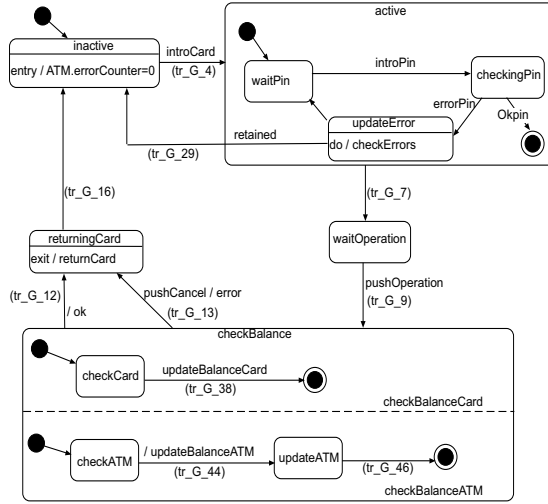 active
inactive
entry / ATM.errorCounter=0
introCard
(tr_G_4)
introPin
waitPin
checkingPin
errorPin
Okpin
updateError
do / checkErrors
retained
(tr_G_29)
(tr_G_16)
(tr_G_7)
returningCard
exit / returnCard
waitOperation
(tr_G_12)
/ ok
pushCancel / error
(tr_G_13)
pushOperation
(tr_G_9)
checkBalance
checkCard
updateBalanceCard
(tr_G_38)
checkBalanceCard
checkATM
/ updateBalanceATM
(tr_G_44)
updateATM
(tr_G_46)
checkBalanceATM